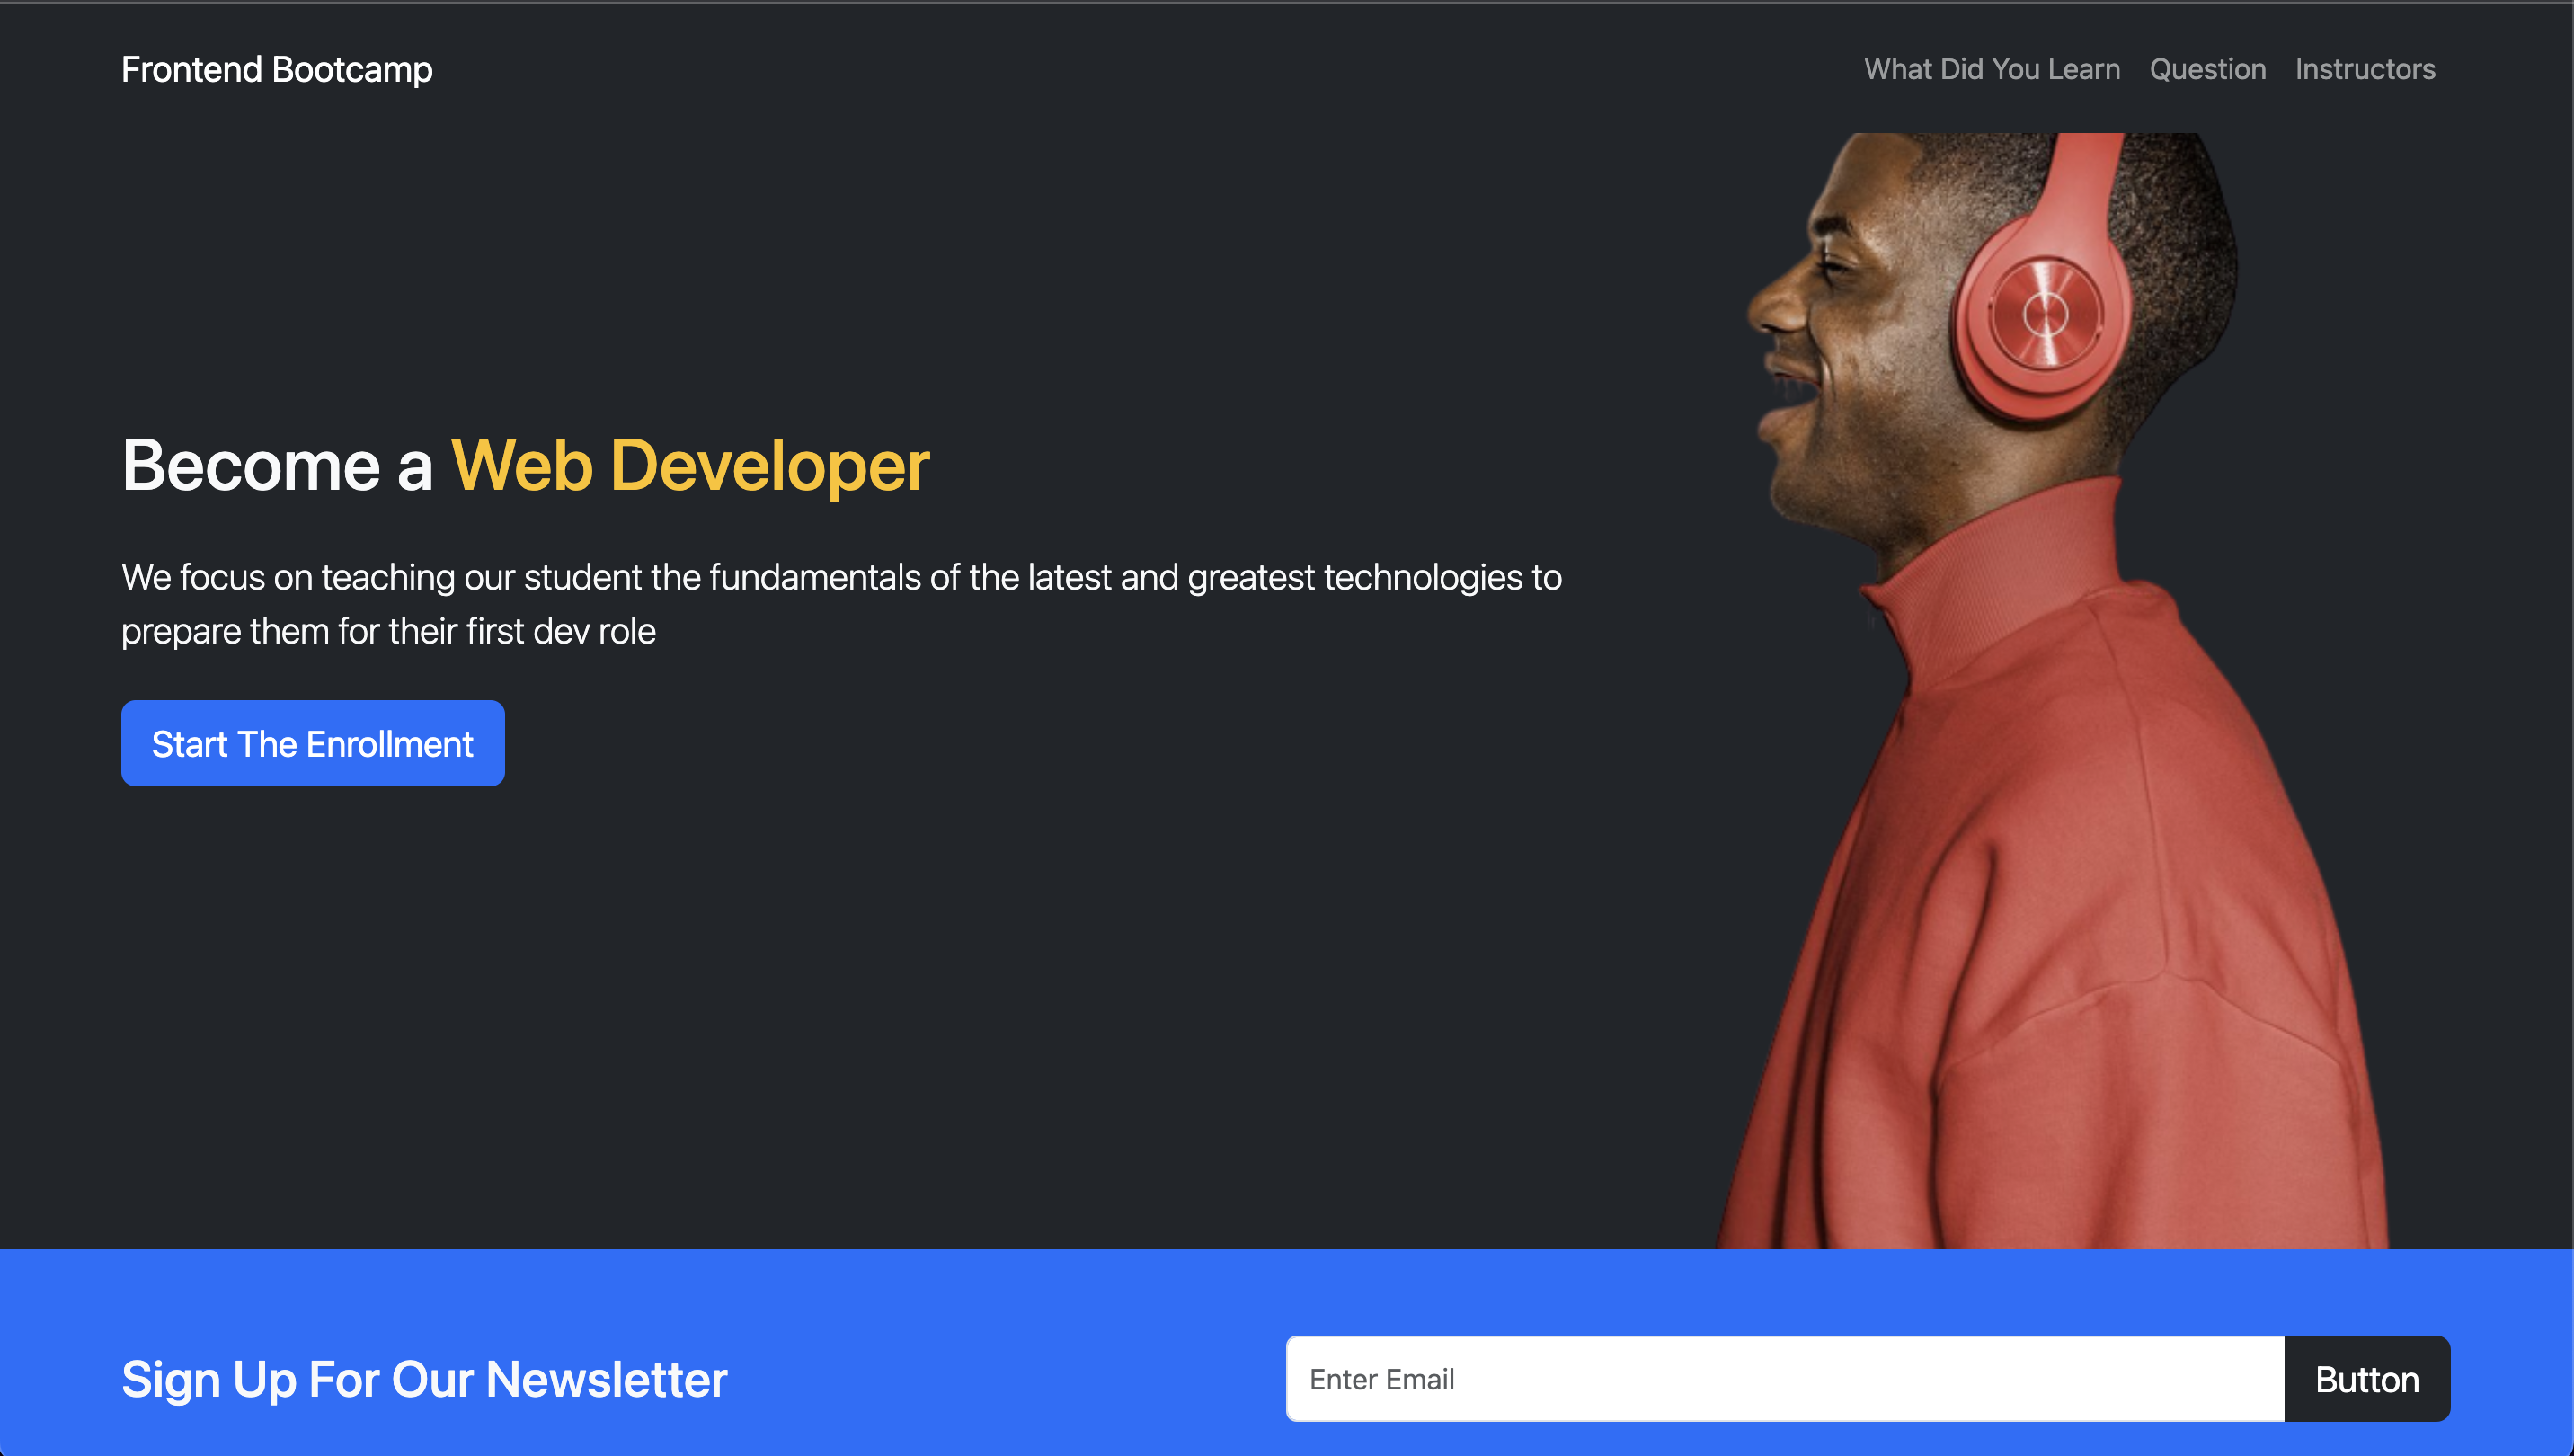 Frontend Bootcamp
What Did You Learn Question Instructors
Become a Web Developer
We focus on teaching our student the fundamentals of the latest and greatest technologies to
prepare them for their first dev role
Start The Enrollment
Sign Up For Our Newsletter
Enter Email
Button